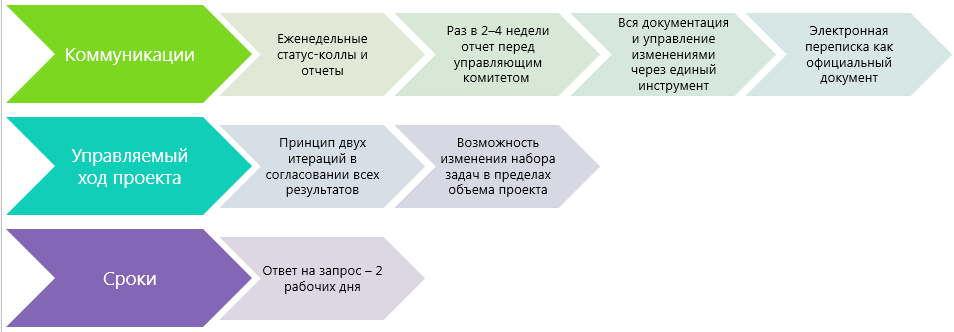 Коммуникации
Еженедельные
статус-коллы и
отчеты
Раз в 2–4 недели
отчет перед
управляющим
комитетом
Вся документация
и управление
изменениями
через единый
инструмент
Электронная
переписка как
официальный
документ
Управляемый
ход проекта
Принцип двух
итераций в
согласовании всех
результатов
Возможность
изменения набора
задач в пределах
объема проекта
Сроки
Ответ на запрос – 2
рабочих дня